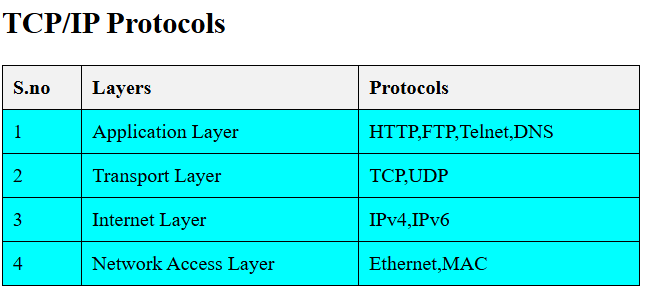 TCP/IP Protocols
S.no Layers Protocols
1 Application Layer HTTP,FTP,Telnet,DNS
2 Transport Layer TCP,UDP
3 Internet Layer IPv4,IPv6
4 Network Access Layer Ethernet,MAC